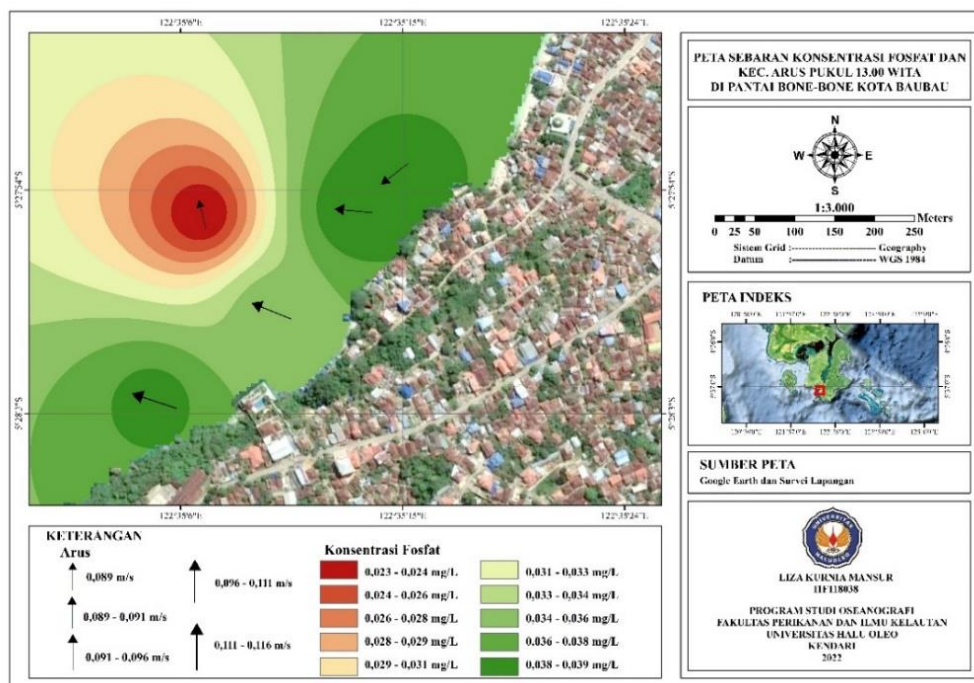 122°35'6"E 122°35'15"E 122°35'24"E
5°27'54"S
5°27'54"S
5°28'3"S
5°28'3"S
122°35'6"E 122°35'15"E 122°35'24"E
PETA SEBARAN KONSENTRASI FOSFAT DAN
KEC. ARUS PUKUL 13.00 WITA
DI PANTAI BONE-BONE KOTA BAUBAU
N
W E
S
1:3.000
Meters
0 25 50 100 150 200 250
Sistem Grid :------------------------ Geography
Datum :------------------------ WGS 1984
PETA INDEKS
SUMBER PETA
Google Earth dan Survei Lapangan
UNIVERSITAS
HALUOLEO
LIZA KURNIA MANSUR
I1F118038
PROGRAM STUDI OSEANOGRAFI
FAKULTAS PERIKANAN DAN ILMU KELAUTAN
UNIVERSITAS HALU OLEO
KENDARI
2022
KETERANGAN
Arus
0,089 m/s
0,089 - 0,091 m/s
0,091 - 0,096 m/s
0,096 - 0,111 m/s
0,111 - 0,116 m/s
Konsentrasi Fosfat
0,023 - 0,024 mg/L
0,024 - 0,026 mg/L
0,026 - 0,028 mg/L
0,028 - 0,029 mg/L
0,029 - 0,031 mg/L
0,031 - 0,033 mg/L
0,033 - 0,034 mg/L
0.034 - 0.036 mg/L
0.036 - 0.038 mg/L
0,038 - 0,039 mg/L